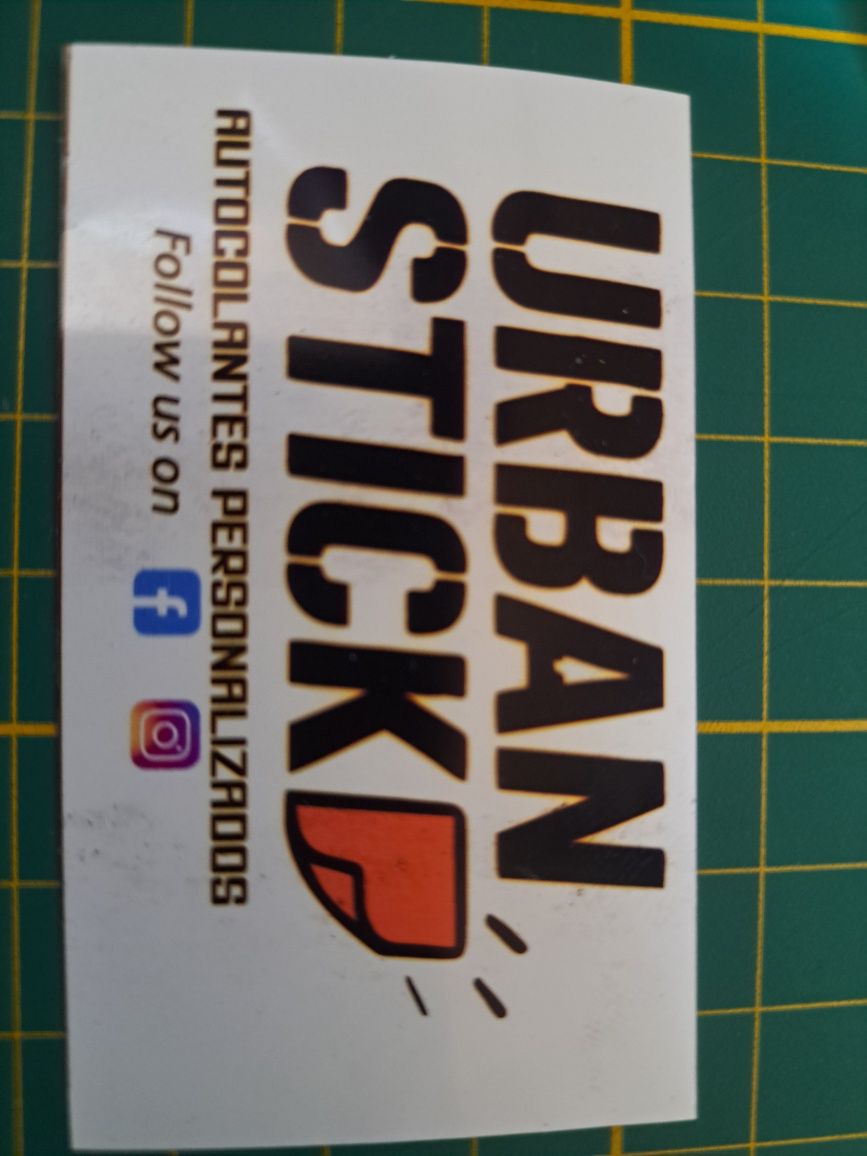 URBAN
STICK
AUTOCOLANTES PERSONALIZADOS
Follow us on